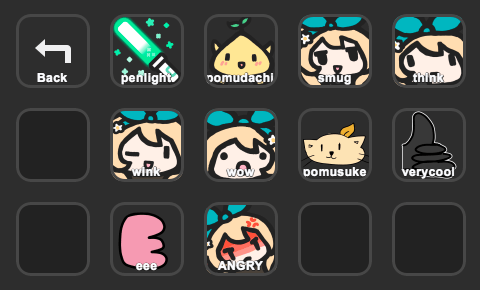 Back
penlight
pomudachi
smug
think
wink
wow
pomusuke
verycool
eee
ANGRY